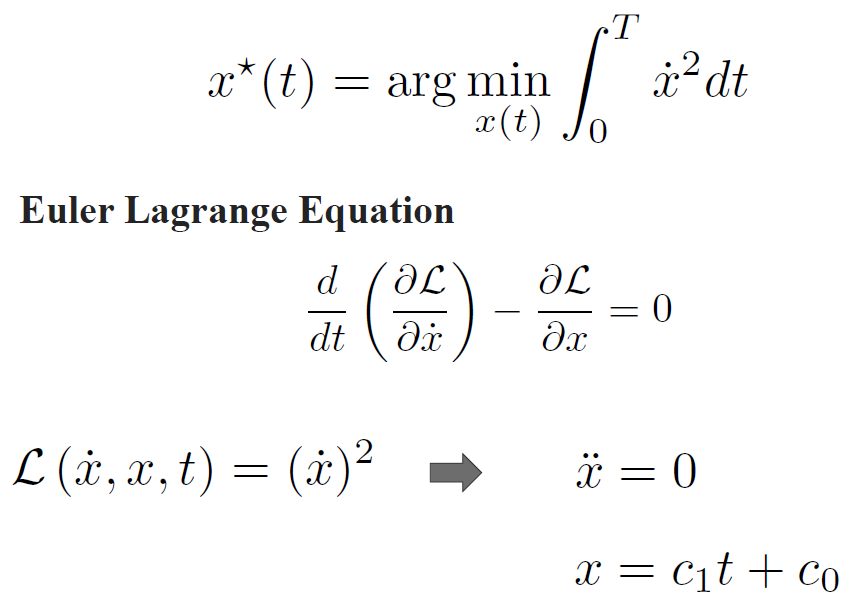 x⋆(t) = arg min_{x(t)} ∫_0^T ẋ² dt
Euler Lagrange Equation
d/dt (∂ℒ/∂ẋ) − ∂ℒ/∂x = 0
ℒ(ẋ, x, t) = (ẋ)² ➡ ẍ = 0
x = c₁t + c₀